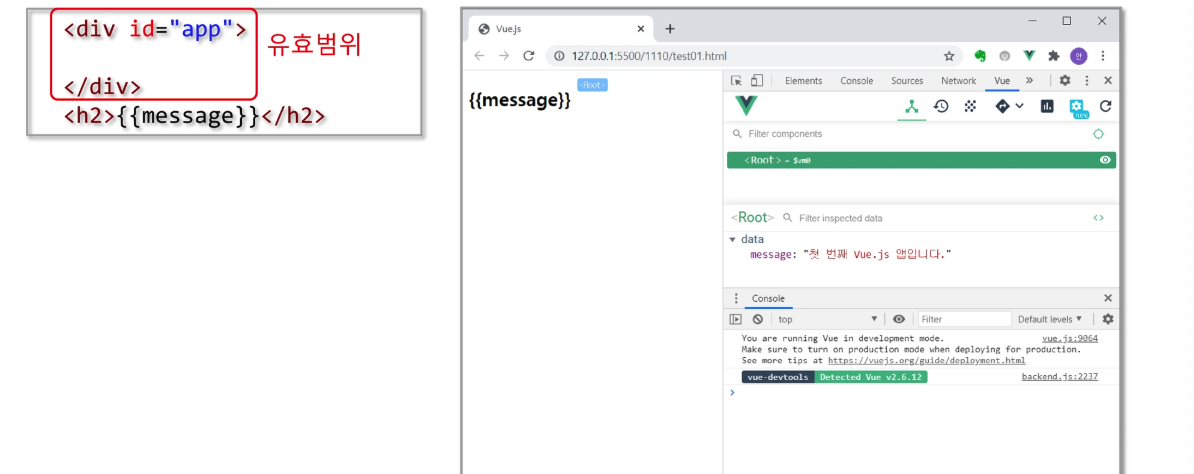 <div id="app">
유효범위
</div>
<h2>{{message}}</h2>
Vue.js
127.0.0.1:5500/1110/test01.html
안
<Root>
{{message}}
Elements Console Sources Network Vue »
new
Filter components
<Root> = $vm0
<Root> Filter inspected data
data
message: "첫 번째 Vue.js 앱입니다."
Console
top Filter Default levels
You are running Vue in development mode. vue.js:9064
Make sure to turn on production mode when deploying for production.
See more tips at https://vuejs.org/guide/deployment.html
vue-devtools Detected Vue v2.6.12 backend.js:2237